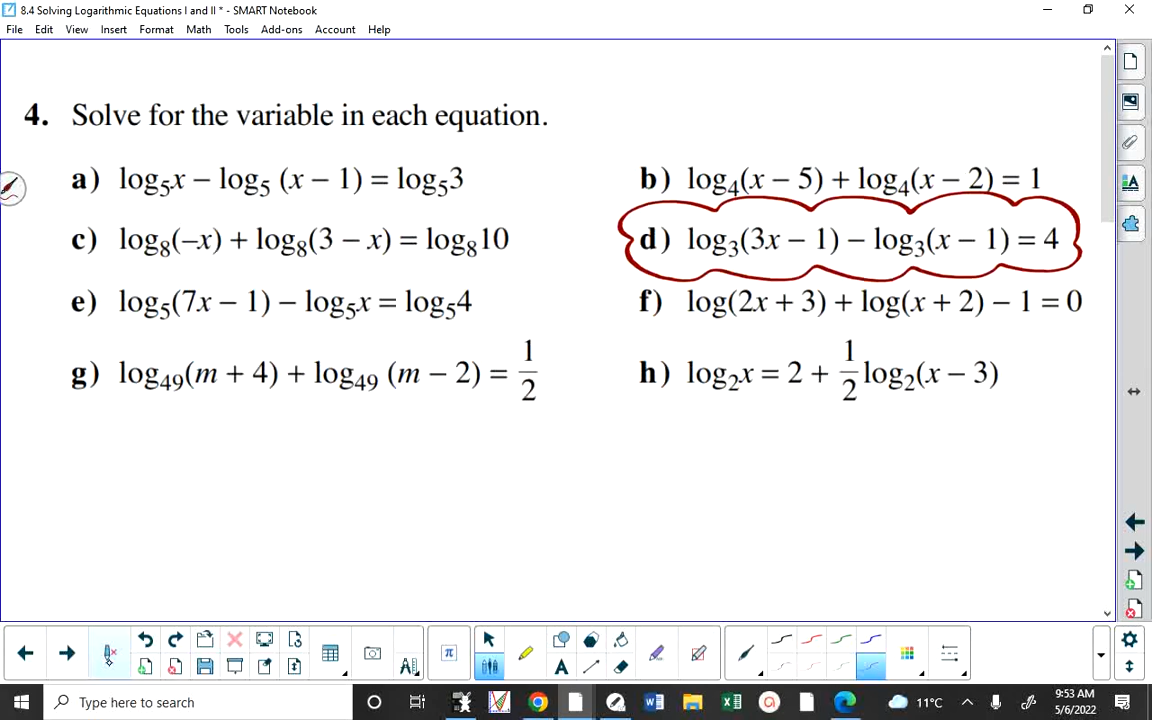 8.4 Solving Logarithmic Equations I and II * - SMART Notebook
File Edit View Insert Format Math Tools Add-ons Account Help
4. Solve for the variable in each equation.
a) log₅x − log₅ (x − 1) = log₅3
b) log₄(x − 5) + log₄(x − 2) = 1
c) log₈(−x) + log₈(3 − x) = log₈10
d) log₃(3x − 1) − log₃(x − 1) = 4
e) log₅(7x − 1) − log₅x = log₅4
f) log(2x + 3) + log(x + 2) − 1 = 0
g) log₄₉(m + 4) + log₄₉ (m − 2) = 1/2
h) log₂x = 2 + 1/2 log₂(x − 3)
Type here to search
11°C
9:53 AM
5/6/2022